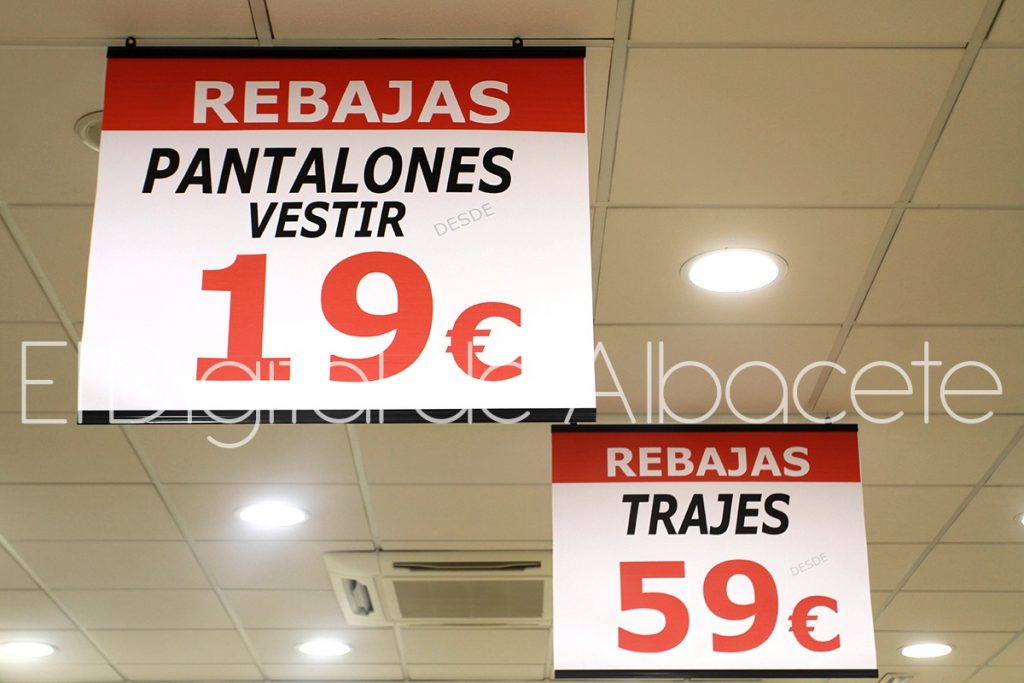 REBAJAS
PANTALONES
VESTIR
DESDE
19€
El Digital de Albacete
REBAJAS
TRAJES
DESDE
59€